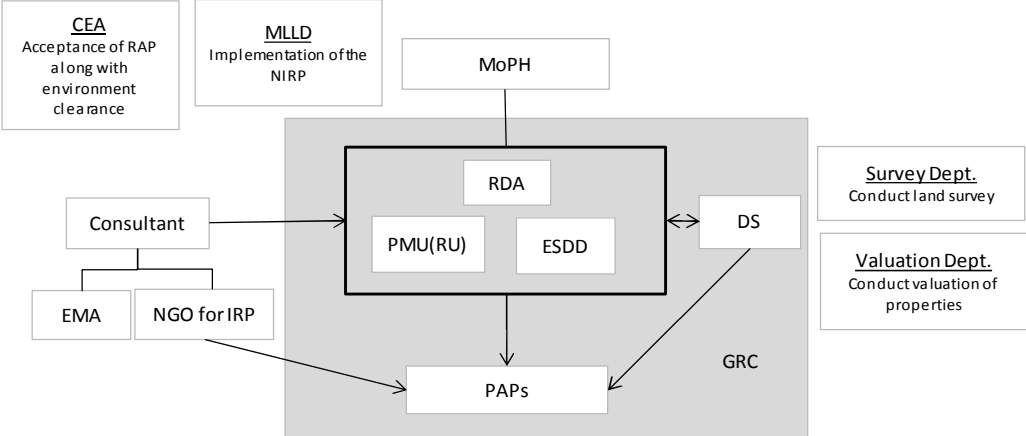 CEA
Acceptance of RAP
along with
environment
clearance
MLLD
Implementation of the
NIRP
MoPH
RDA
PMU(RU)
ESDD
Consultant
EMA
NGO for IRP
DS
Survey Dept.
Conduct land survey
Valuation Dept.
Conduct valuation of
properties
GRC
PAPs